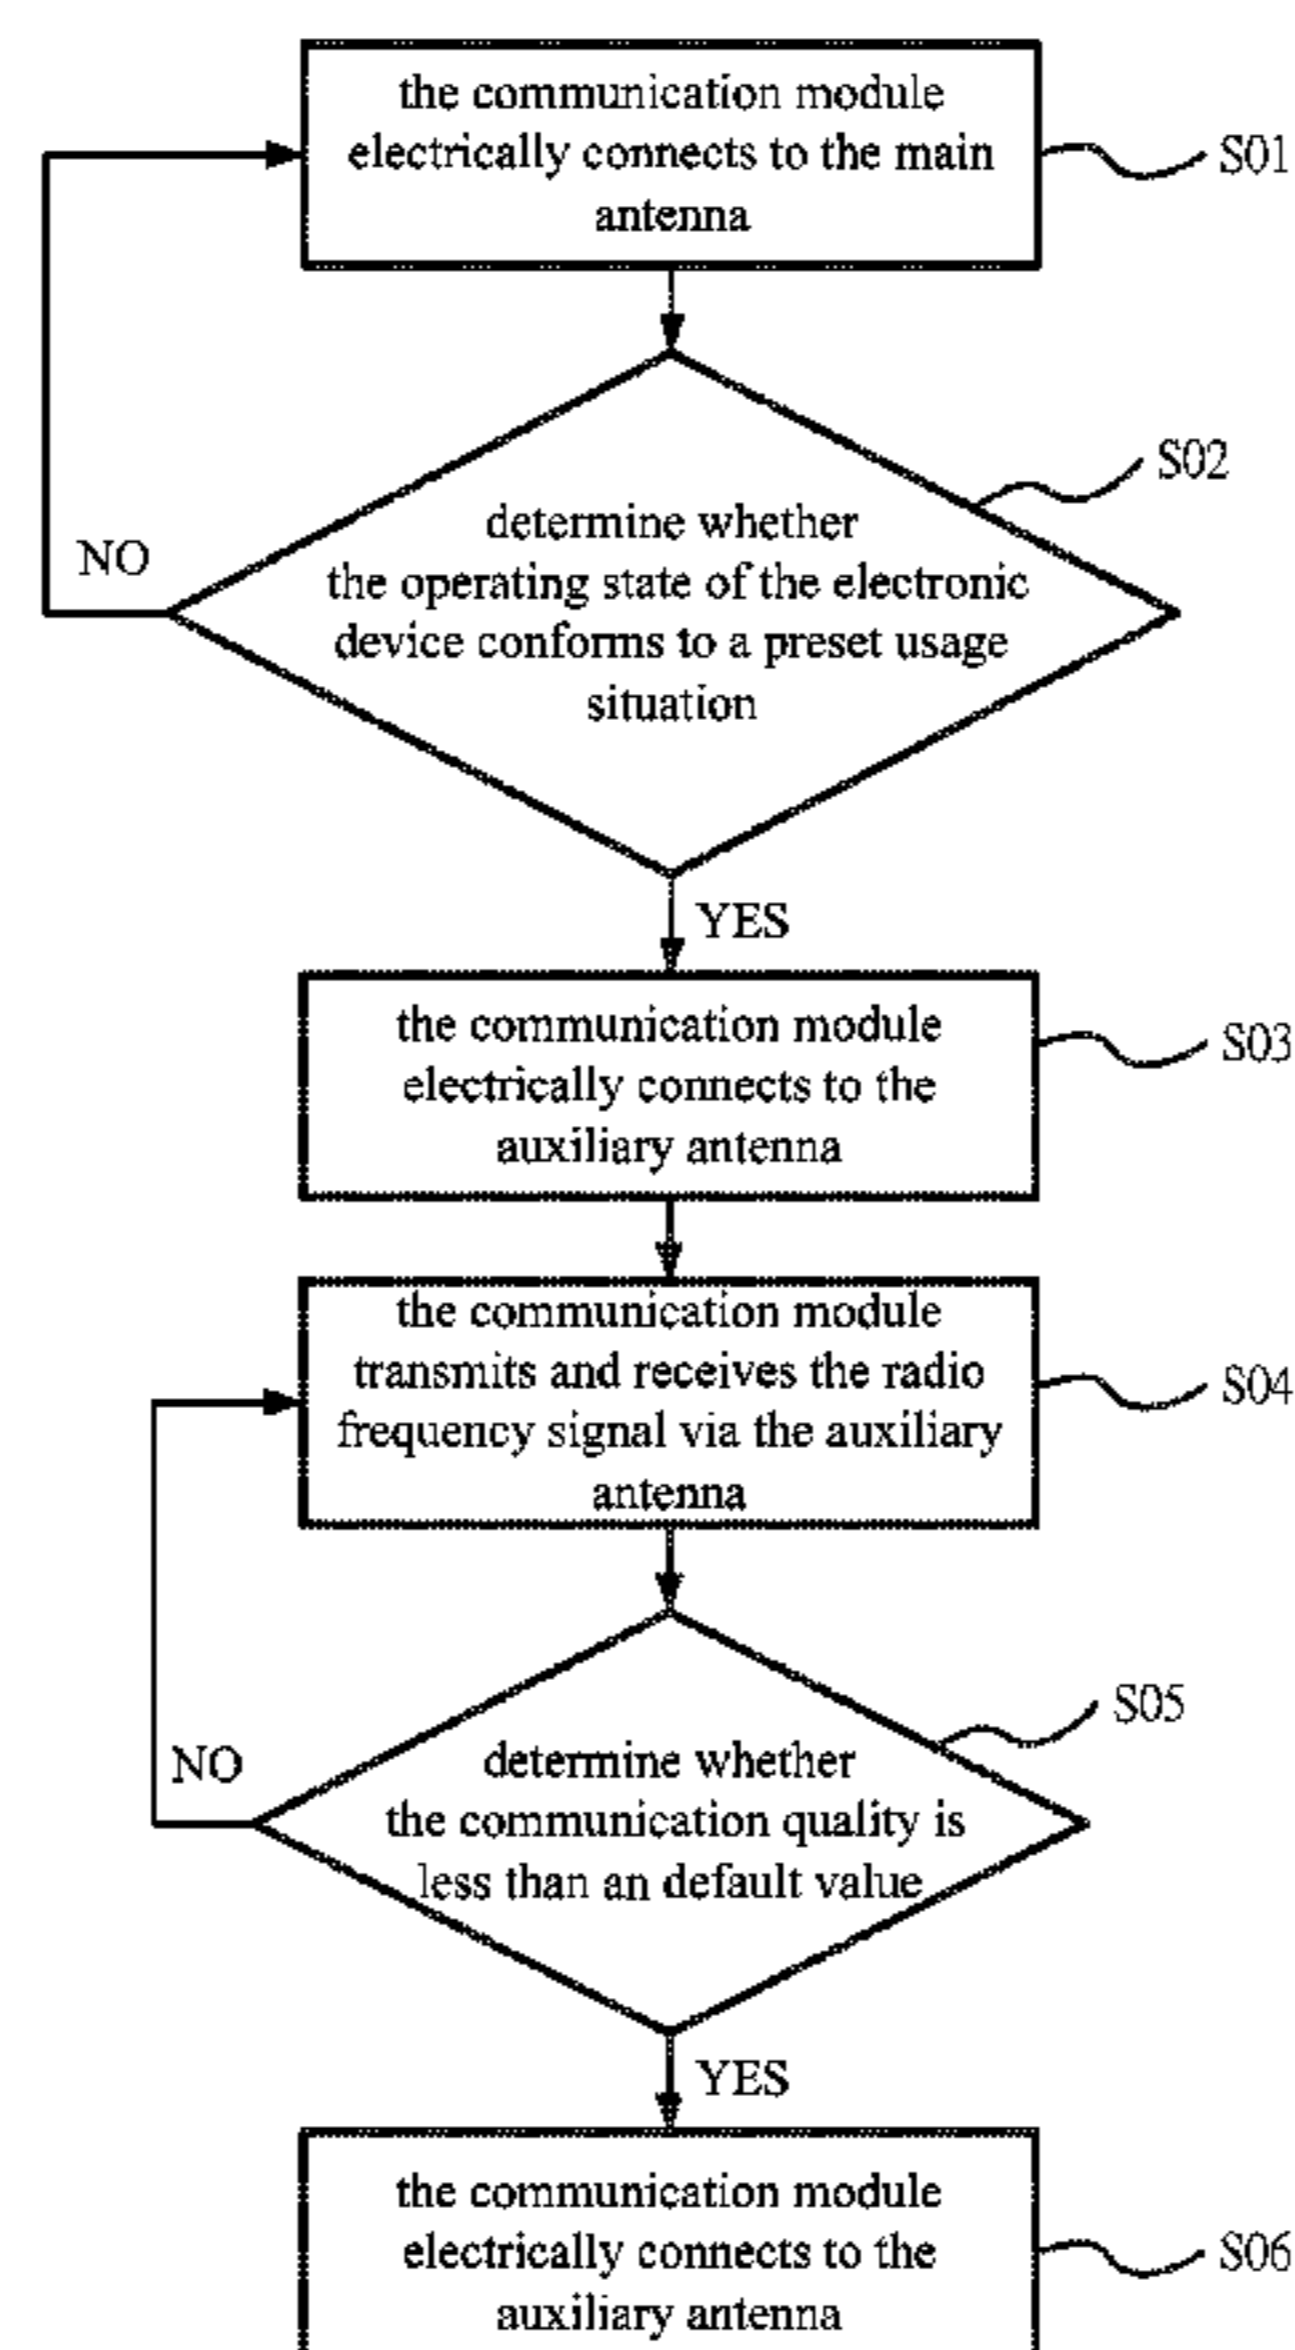 the communication module
electrically connects to the main
antenna
S01
S02
determine whether
the operating state of the electronic
device conforms to a preset usage
situation
NO
YES
the communication module
electrically connects to the
auxiliary antenna
S03
the communication module
transmits and receives the radio
frequency signal via the auxiliary
antenna
S04
S05
determine whether
the communication quality is
less than an default value
NO
YES
the communication module
electrically connects to the
auxiliary antenna
S06